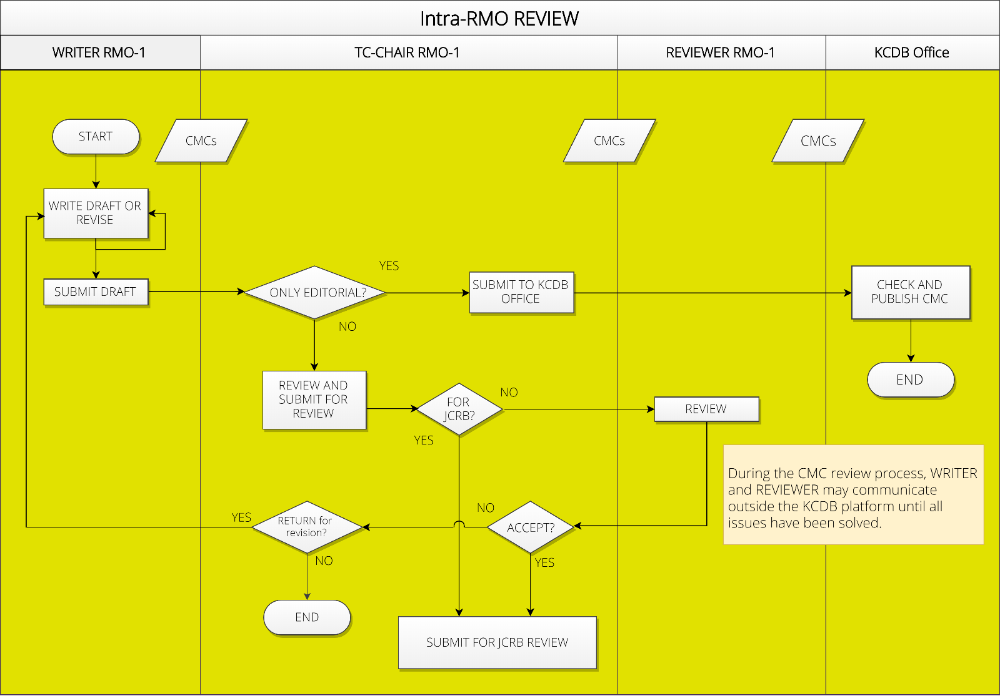 Intra-RMO REVIEW
WRITER RMO-1
TC-CHAIR RMO-1
REVIEWER RMO-1
KCDB Office
START
CMCs
CMCs
CMCs
WRITE DRAFT OR
REVISE
SUBMIT DRAFT
ONLY EDITORIAL?
YES
NO
SUBMIT TO KCDB
OFFICE
CHECK AND
PUBLISH CMC
END
REVIEW AND
SUBMIT FOR
REVIEW
FOR
JCRB?
NO
YES
REVIEW
During the CMC review process, WRITER
and REVIEWER may communicate
outside the KCDB platform until all
issues have been solved.
ACCEPT?
NO
YES
RETURN for
revision?
YES
NO
END
SUBMIT FOR JCRB REVIEW